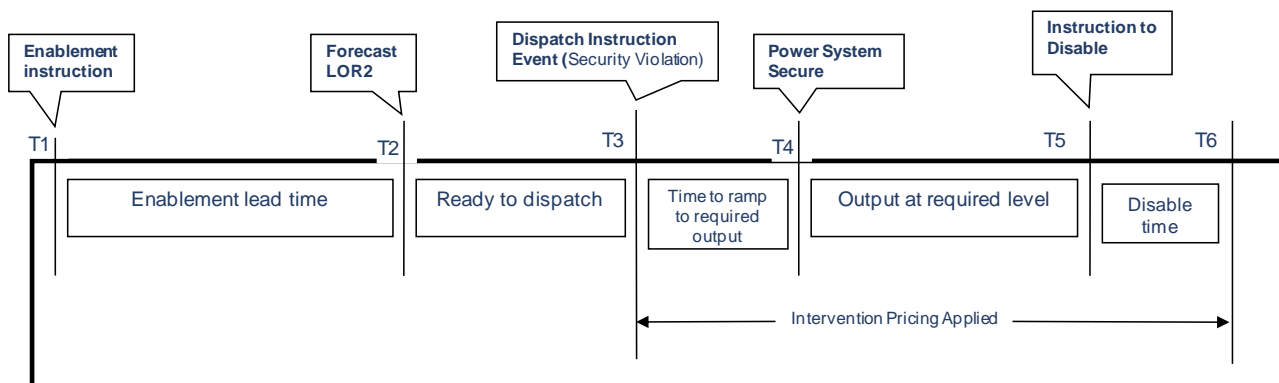 Enablement
instruction
Forecast
LOR2
Dispatch Instruction
Event (Security Violation)
Power System
Secure
Instruction to
Disable
T1
T2
T3
T4
T5
T6
Enablement lead time
Ready to dispatch
Time to ramp
to required
output
Output at required level
Disable
time
Intervention Pricing Applied